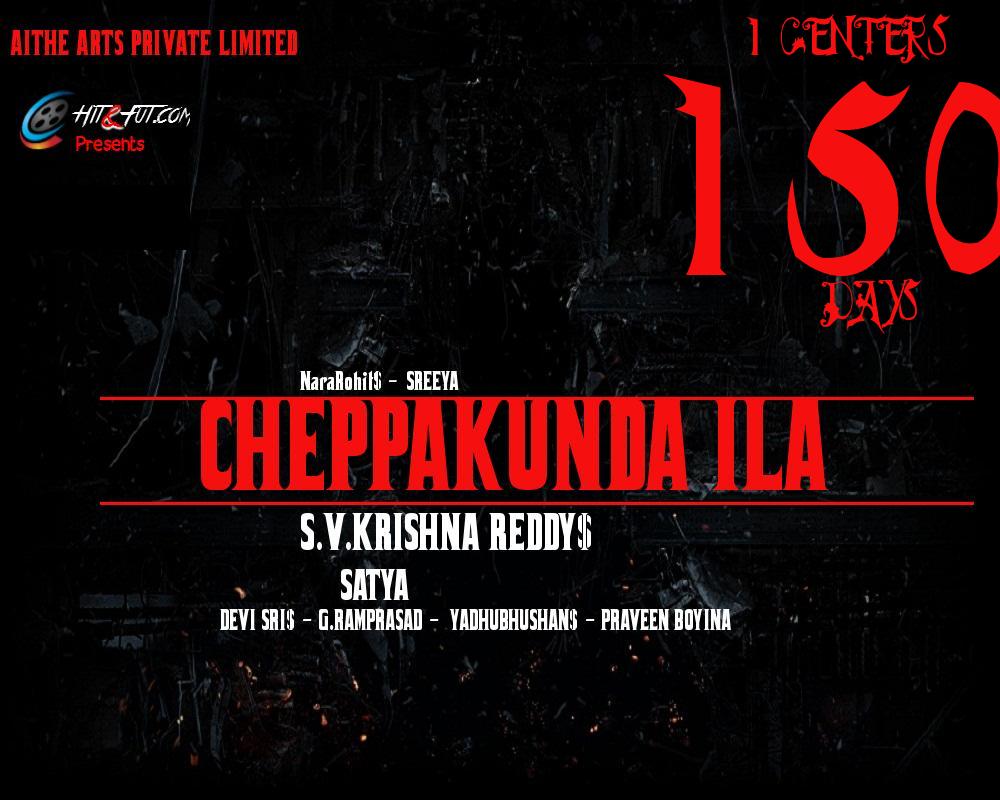 AITHE ARTS PRIVATE LIMITED
HIT&FUT.COM
Presents
1 CENTERS
150
DAYS
NaraRohit$ - SREEYA
CHEPPAKUNDA ILA
S.V.KRISHNA REDDY$
SATYA
DEVI SRI$ - G.RAMPRASAD - YADHUBHUSHAN$ - PRAVEEN BOYINA